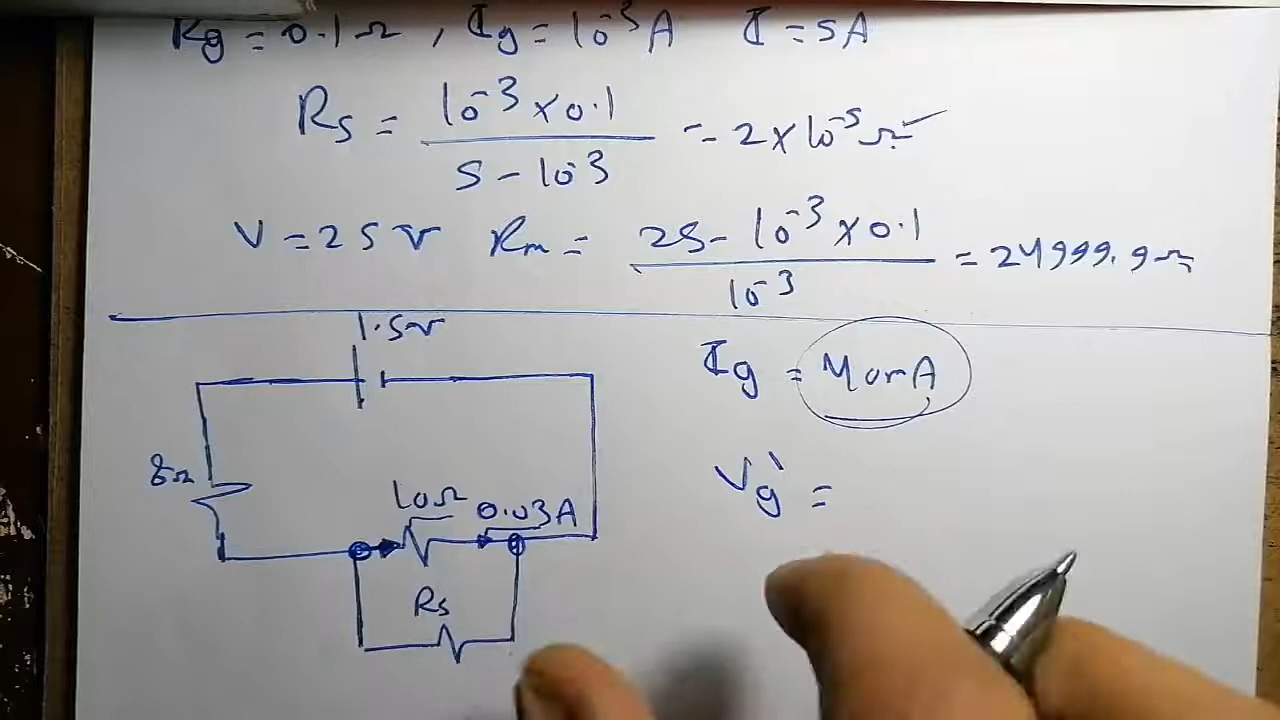 Rg = 0.1 Ω , Ig = 10⁻³ A I = 5A
Rs = 10⁻³ × 0.1 / 5 - 10⁻³ = 2 × 10⁻⁵ Ω
V = 25 V Rm = 25 - 10⁻³ × 0.1 / 10⁻³ = 24999.9 Ω
1.5v
Ig = 40mA
8Ω
Vg =
10Ω 0.03A
Rs